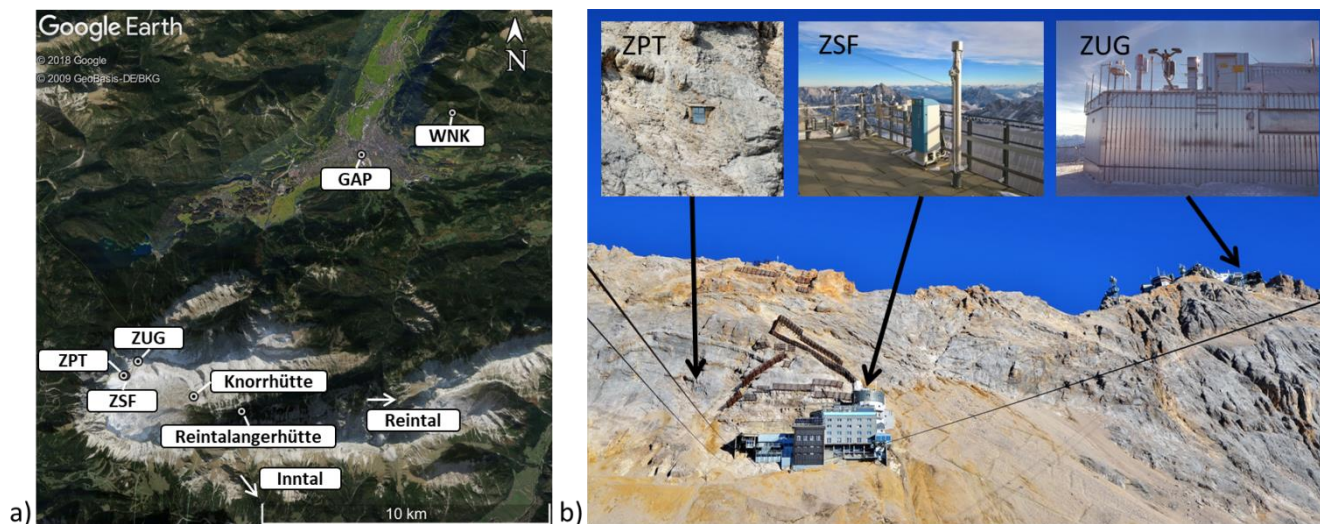 Google Earth
© 2018 Google
© 2009 GeoBasis-DE/BKG
N
WNK
GAP
ZUG
ZPT
ZSF
Knorrhütte
Reintal
Reintalangerhütte
Inntal
10 km
a)
ZPT
ZSF
ZUG
b)